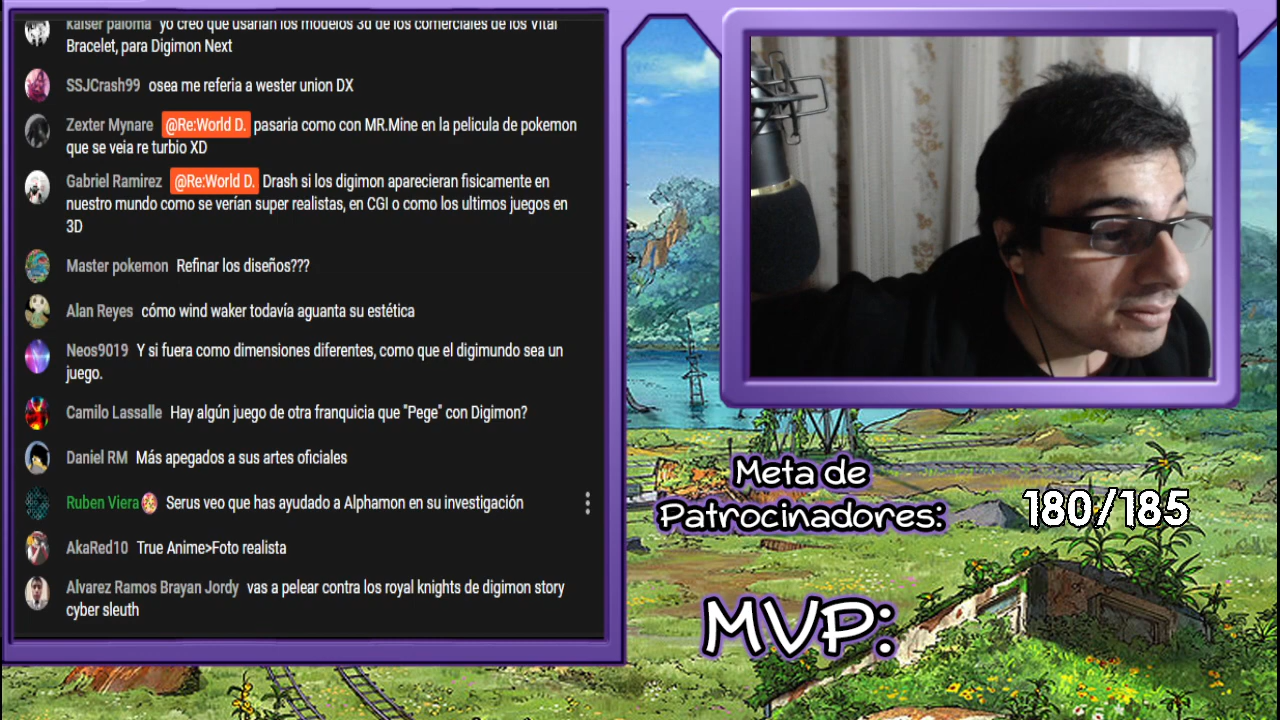 kaiser paloma yo creo que usarian los modelos 3d de los comerciales de los Vital
Bracelet, para Digimon Next
SSJCrash99 osea me referia a wester union DX
Zexter Mynare @Re:World D. pasaria como con MR.Mine en la pelicula de pokemon
que se veia re turbio XD
Gabriel Ramirez @Re:World D. Drash si los digimon aparecieran fisicamente en
nuestro mundo como se verían super realistas, en CGI o como los ultimos juegos en
3D
Master pokemon Refinar los diseños???
Alan Reyes cómo wind waker todavía aguanta su estética
Neos9019 Y si fuera como dimensiones diferentes, como que el digimundo sea un
juego.
Camilo Lassalle Hay algún juego de otra franquicia que "Pege" con Digimon?
Daniel RM Más apegados a sus artes oficiales
Ruben Viera Serus veo que has ayudado a Alphamon en su investigación
AkaRed10 True Anime>Foto realista
Alvarez Ramos Brayan Jordy vas a pelear contra los royal knights de digimon story
cyber sleuth
Meta de
Patrocinadores: 180/185
MVP: